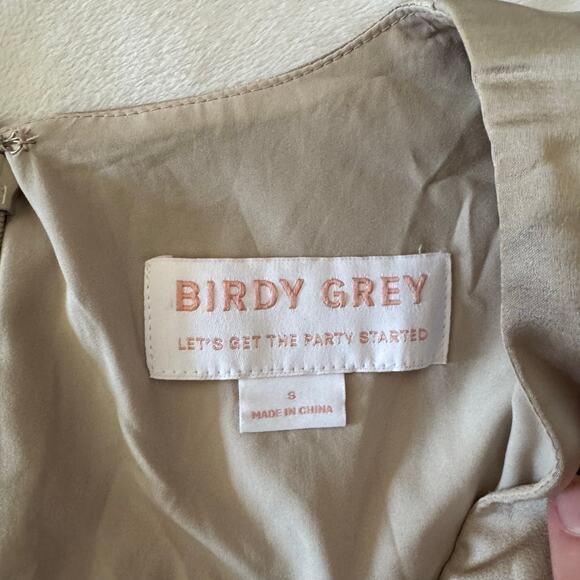 BIRDY GREY
LET'S GET THE PARTY STARTED
S
MADE IN CHINA